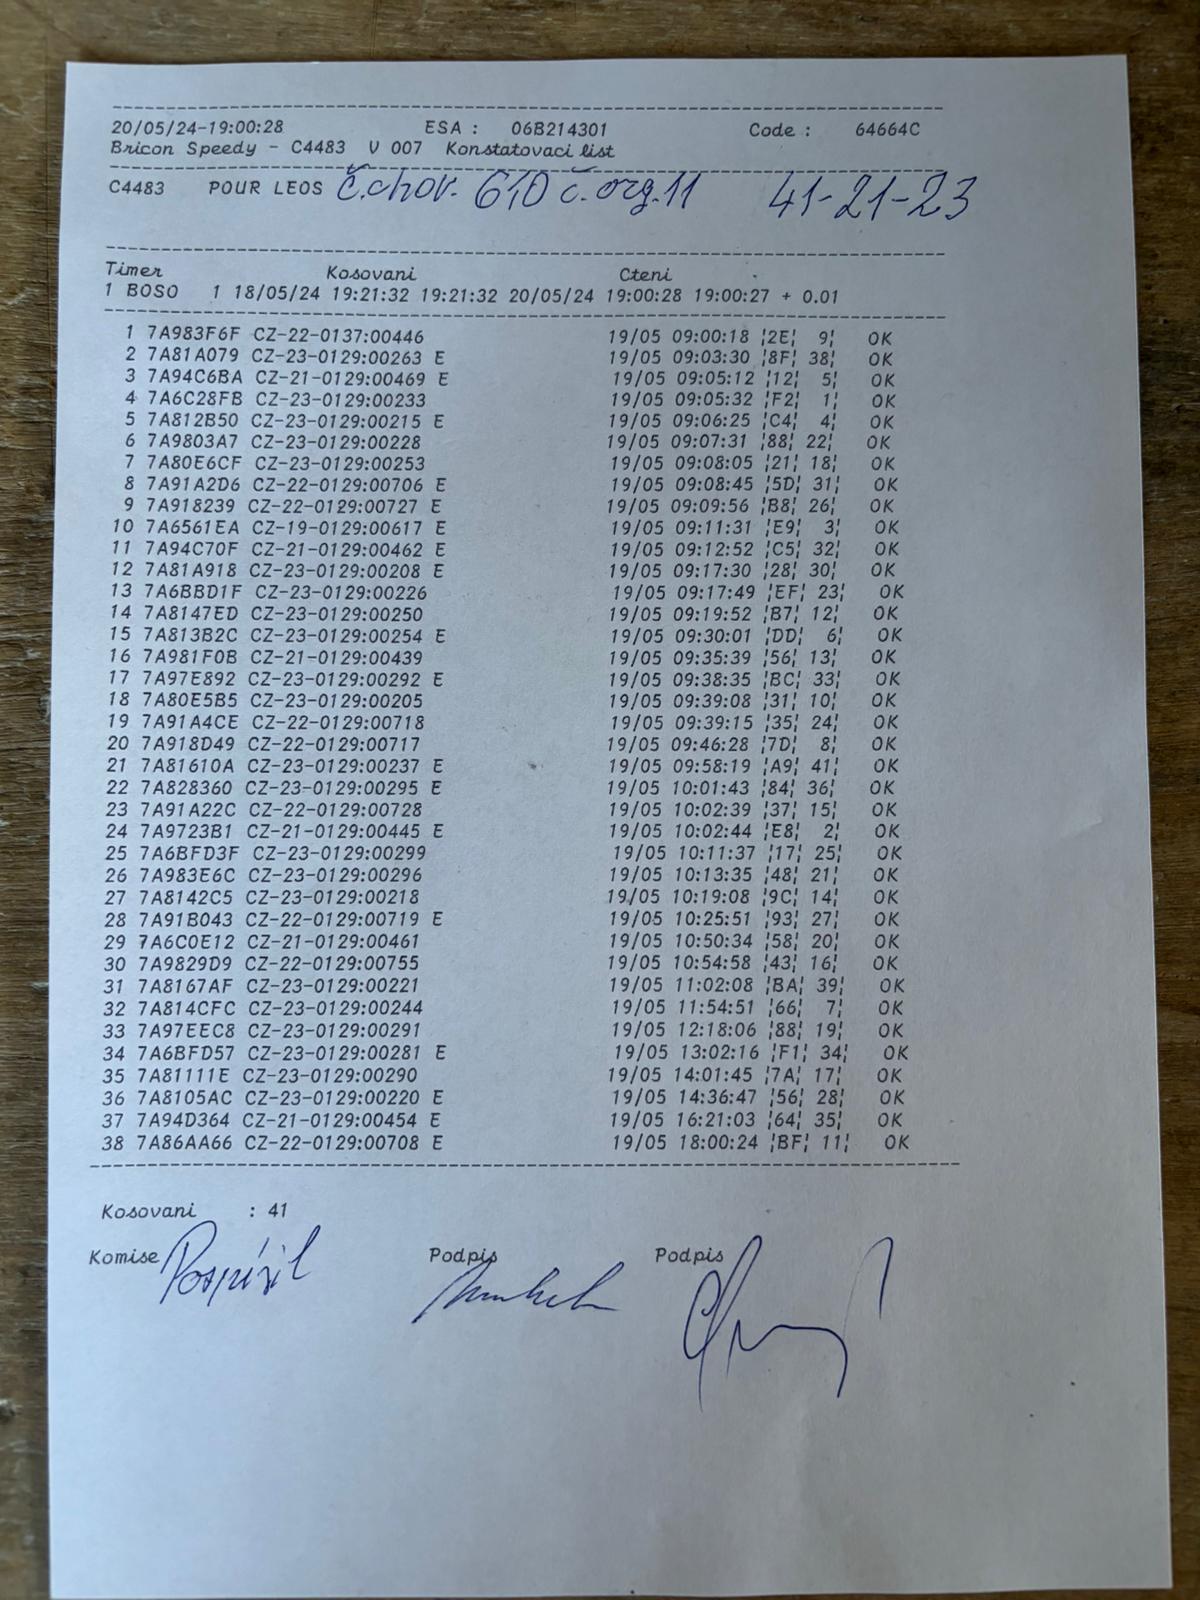 20/05/24-19:00:28 ESA : 06B214301 Code : 64664C
Bricon Speedy - C4483 V 007 Konstatovaci list
C4483 POUR LEOS č.chov. 610 č.org.11 41-21-23
Timer Kosovani Cteni
1 BOSO 1 18/05/24 19:21:32 19:21:32 20/05/24 19:00:28 19:00:27 + 0.01
1 7A983F6F CZ-22-0137:00446 19/05 09:00:18 ¦2E¦ 9¦ OK
2 7A81A079 CZ-23-0129:00263 E 19/05 09:03:30 ¦8F¦ 38¦ OK
3 7A94C6BA CZ-21-0129:00469 E 19/05 09:05:12 ¦12¦ 5¦ OK
4 7A6C28FB CZ-23-0129:00233 19/05 09:05:32 ¦F2¦ 1¦ OK
5 7A812B50 CZ-23-0129:00215 E 19/05 09:06:25 ¦C4¦ 4¦ OK
6 7A9803A7 CZ-23-0129:00228 19/05 09:07:31 ¦88¦ 22¦ OK
7 7A80E6CF CZ-23-0129:00253 19/05 09:08:05 ¦21¦ 18¦ OK
8 7A91A2D6 CZ-22-0129:00706 E 19/05 09:08:45 ¦5D¦ 31¦ OK
9 7A918239 CZ-22-0129:00727 E 19/05 09:09:56 ¦B8¦ 26¦ OK
10 7A6561EA CZ-19-0129:00617 E 19/05 09:11:31 ¦E9¦ 3¦ OK
11 7A94C70F CZ-21-0129:00462 E 19/05 09:12:52 ¦C5¦ 32¦ OK
12 7A81A918 CZ-23-0129:00208 E 19/05 09:17:30 ¦28¦ 30¦ OK
13 7A6BBD1F CZ-23-0129:00226 19/05 09:17:49 ¦EF¦ 23¦ OK
14 7A8147ED CZ-23-0129:00250 19/05 09:19:52 ¦B7¦ 12¦ OK
15 7A813B2C CZ-23-0129:00254 E 19/05 09:30:01 ¦DD¦ 6¦ OK
16 7A981F0B CZ-21-0129:00439 19/05 09:35:39 ¦56¦ 13¦ OK
17 7A97E892 CZ-23-0129:00292 E 19/05 09:38:35 ¦BC¦ 33¦ OK
18 7A80E5B5 CZ-23-0129:00205 19/05 09:39:08 ¦31¦ 10¦ OK
19 7A91A4CE CZ-22-0129:00718 19/05 09:39:15 ¦35¦ 24¦ OK
20 7A918D49 CZ-22-0129:00717 19/05 09:46:28 ¦7D¦ 8¦ OK
21 7A81610A CZ-23-0129:00237 E 19/05 09:58:19 ¦A9¦ 41¦ OK
22 7A828360 CZ-23-0129:00295 E 19/05 10:01:43 ¦84¦ 36¦ OK
23 7A91A22C CZ-22-0129:00728 19/05 10:02:39 ¦37¦ 15¦ OK
24 7A9723B1 CZ-21-0129:00445 E 19/05 10:02:44 ¦E8¦ 2¦ OK
25 7A6BFD3F CZ-23-0129:00299 19/05 10:11:37 ¦17¦ 25¦ OK
26 7A983E6C CZ-23-0129:00296 19/05 10:13:35 ¦48¦ 21¦ OK
27 7A8142C5 CZ-23-0129:00218 19/05 10:19:08 ¦9C¦ 14¦ OK
28 7A91B043 CZ-22-0129:00719 E 19/05 10:25:51 ¦93¦ 27¦ OK
29 7A6C0E12 CZ-21-0129:00461 19/05 10:50:34 ¦58¦ 20¦ OK
30 7A9829D9 CZ-22-0129:00755 19/05 10:54:58 ¦43¦ 16¦ OK
31 7A8167AF CZ-23-0129:00221 19/05 11:02:08 ¦BA¦ 39¦ OK
32 7A814CFC CZ-23-0129:00244 19/05 11:54:51 ¦66¦ 7¦ OK
33 7A97EEC8 CZ-23-0129:00291 19/05 12:18:06 ¦88¦ 19¦ OK
34 7A6BFD57 CZ-23-0129:00281 E 19/05 13:02:16 ¦F1¦ 34¦ OK
35 7A81111E CZ-23-0129:00290 19/05 14:01:45 ¦7A¦ 17¦ OK
36 7A8105AC CZ-23-0129:00220 E 19/05 14:36:47 ¦56¦ 28¦ OK
37 7A94D364 CZ-21-0129:00454 E 19/05 16:21:03 ¦64¦ 35¦ OK
38 7A86AA66 CZ-22-0129:00708 E 19/05 18:00:24 ¦BF¦ 11¦ OK
Kosovani : 41
Komise Pospíšil Podpis Podpis